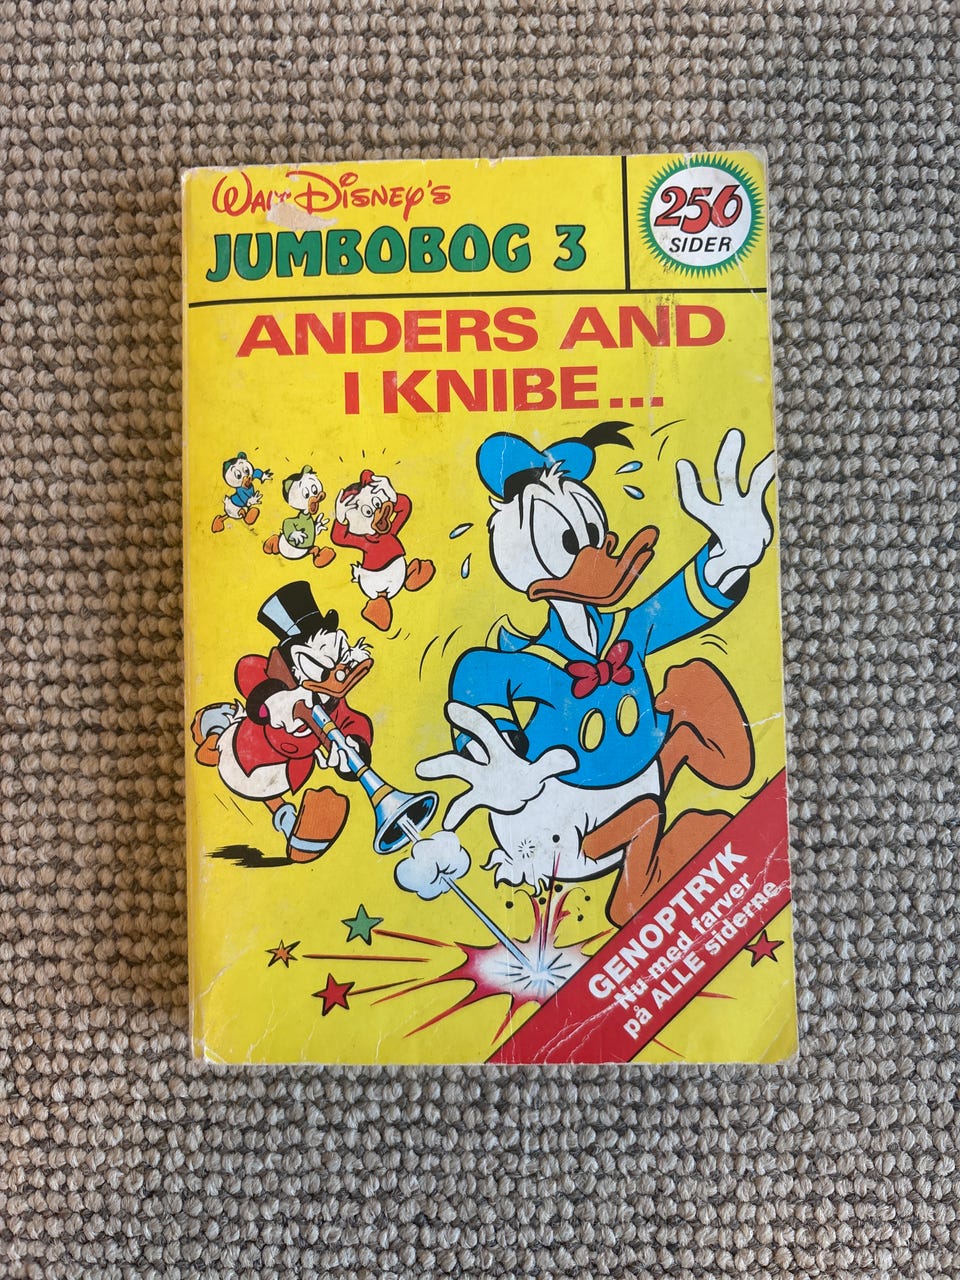 WALT DISNEY'S
JUMBOBOG 3
256
SIDER
ANDERS AND
I KNIBE...
GENOPTRYK
Nu med farver
på ALLE siderne